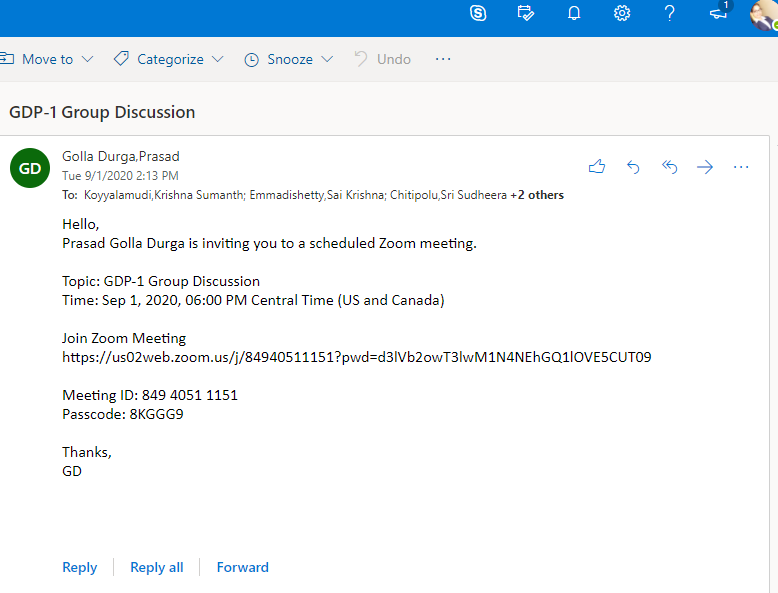 1
Move to
Categorize
Snooze
Undo
GDP-1 Group Discussion
GD
Golla Durga,Prasad
Tue 9/1/2020 2:13 PM
To: Koyyalamudi,Krishna Sumanth; Emmadishetty,Sai Krishna; Chitipolu,Sri Sudheera +2 others
Hello,
Prasad Golla Durga is inviting you to a scheduled Zoom meeting.
Topic: GDP-1 Group Discussion
Time: Sep 1, 2020, 06:00 PM Central Time (US and Canada)
Join Zoom Meeting
https://us02web.zoom.us/j/84940511151?pwd=d3lVb2owT3lwM1N4NEhGQ1lOVE5CUT09
Meeting ID: 849 4051 1151
Passcode: 8KGGG9
Thanks,
GD
Reply
Reply all
Forward